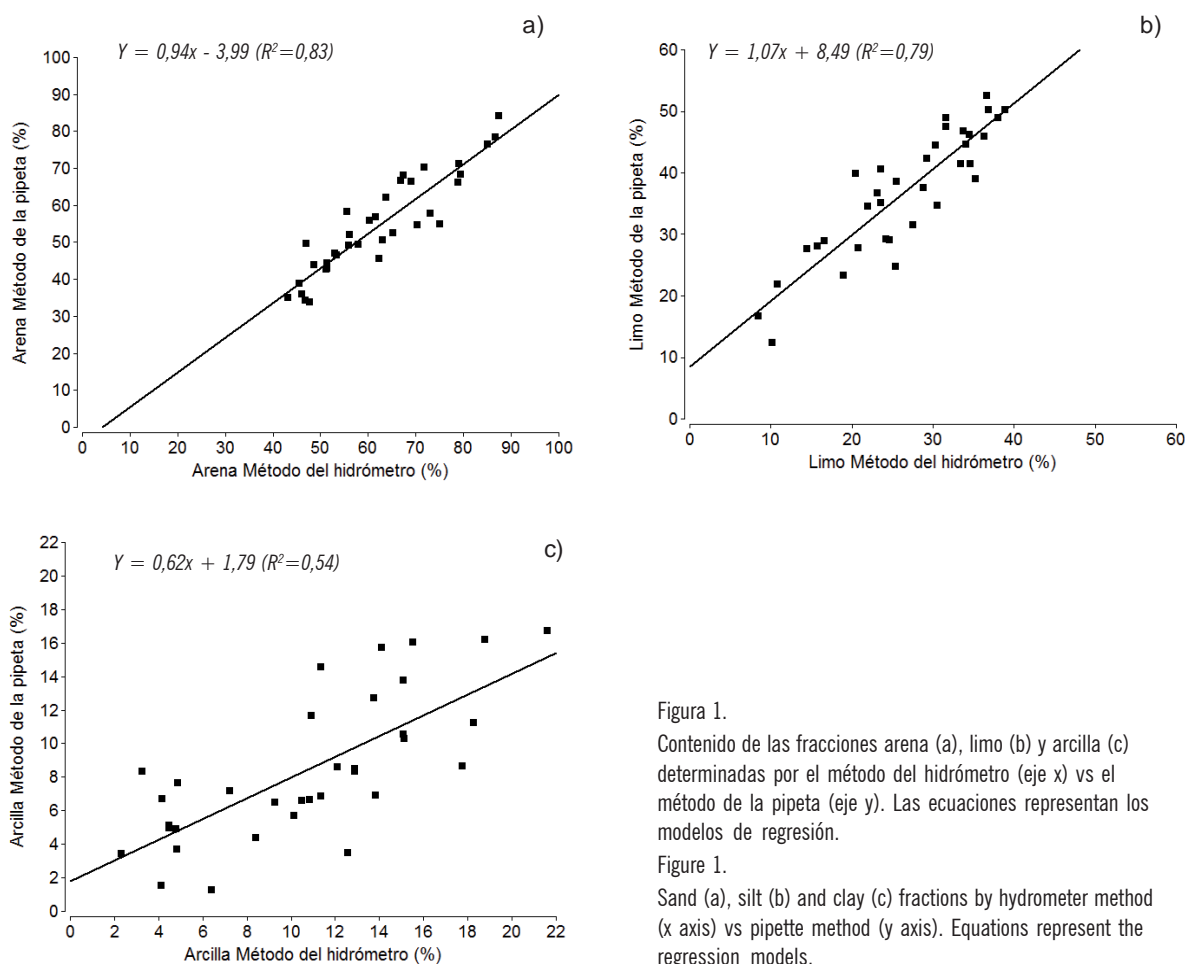 a)
Y = 0,94x - 3,99 (R²=0,83)
Arena Método de la pipeta (%)
100
90
80
70
60
50
40
30
20
10
0
0 10 20 30 40 50 60 70 80 90 100
Arena Método del hidrómetro (%)
b)
Y = 1,07x + 8,49 (R²=0,79)
Limo Método de la pipeta (%)
60
50
40
30
20
10
0
0 10 20 30 40 50 60
Limo Método del hidrómetro (%)
c)
Y = 0,62x + 1,79 (R²=0,54)
Arcilla Método de la pipeta (%)
22
20
18
16
14
12
10
8
6
4
2
0
0 2 4 6 8 10 12 14 16 18 20 22
Arcilla Método del hidrómetro (%)
Figura 1.
Contenido de las fracciones arena (a), limo (b) y arcilla (c)
determinadas por el método del hidrómetro (eje x) vs el
método de la pipeta (eje y). Las ecuaciones representan los
modelos de regresión.
Figure 1.
Sand (a), silt (b) and clay (c) fractions by hydrometer method
(x axis) vs pipette method (y axis). Equations represent the
regression models.